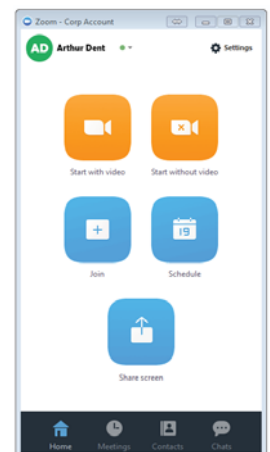 Zoom - Corp Account
AD Arthur Dent Settings
Start with video Start without video
19
Join Schedule
Share screen
Home Meetings Contacts Chats